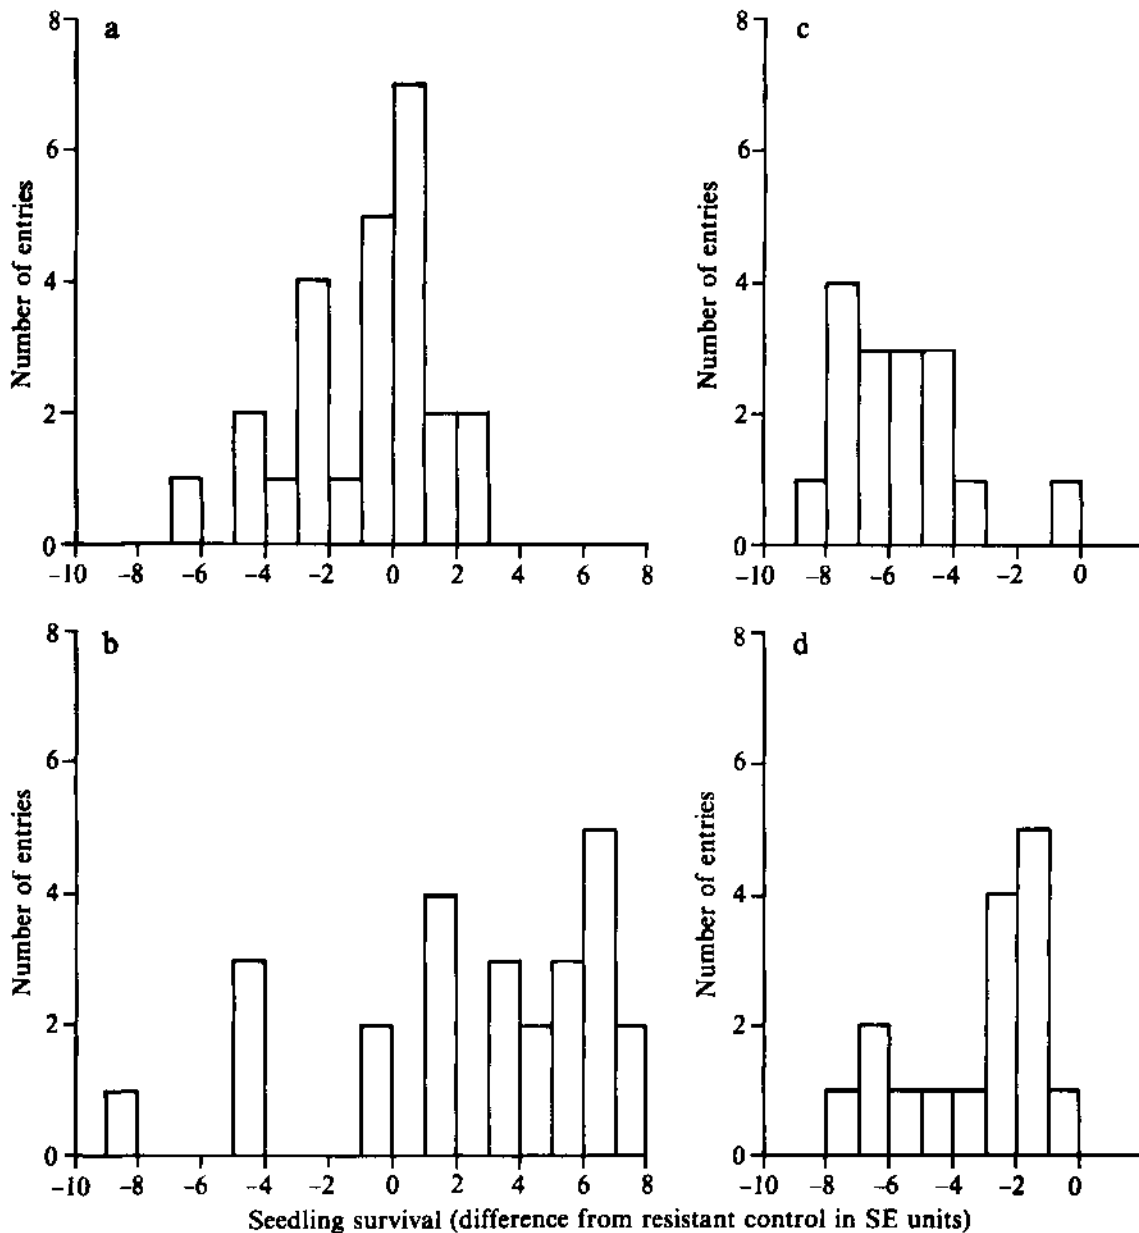 a
8
6
4
2
0
Number of entries
-10 -8 -6 -4 -2 0 2 4 6 8
c
8
6
4
2
0
Number of entries
-10 -8 -6 -4 -2 0
b
8
6
4
2
0
Number of entries
-10 -8 -6 -4 -2 0 2 4 6 8
d
8
6
4
2
0
Number of entries
-10 -8 -6 -4 -2 0
Seedling survival (difference from resistant control in SE units)